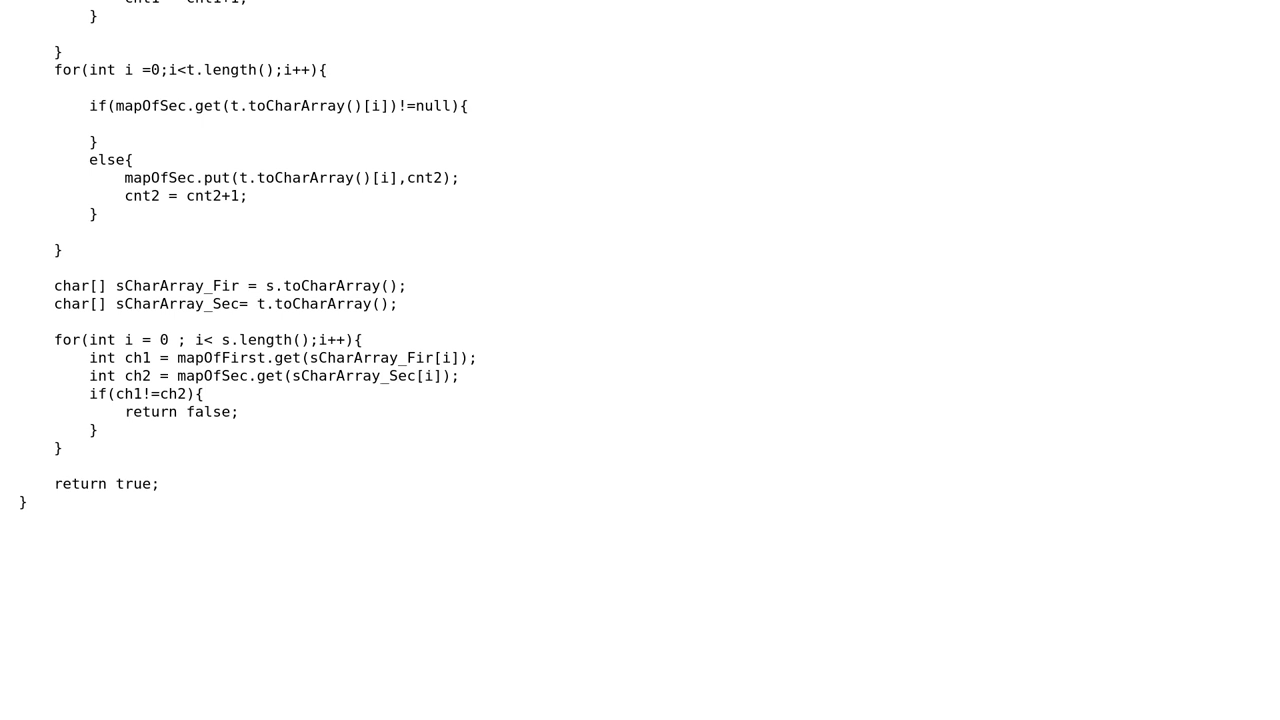 }
}
for(int i =0;i<t.length();i++){
if(mapOfSec.get(t.toCharArray()[i])!=null){
}
else{
mapOfSec.put(t.toCharArray()[i],cnt2);
cnt2 = cnt2+1;
}
}
char[] sCharArray_Fir = s.toCharArray();
char[] sCharArray_Sec= t.toCharArray();
for(int i = 0 ; i< s.length();i++){
int ch1 = mapOfFirst.get(sCharArray_Fir[i]);
int ch2 = mapOfSec.get(sCharArray_Sec[i]);
if(ch1!=ch2){
return false;
}
}
return true;
}